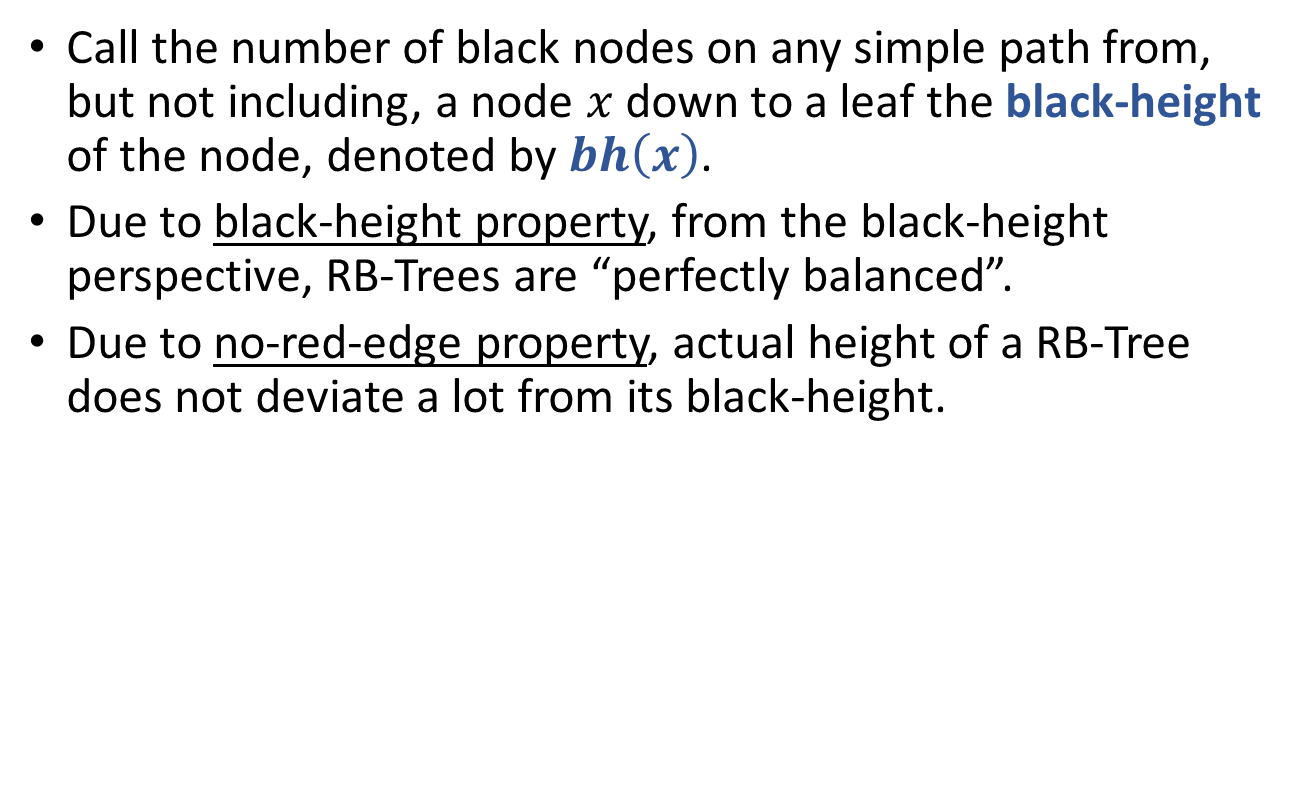 • Call the number of black nodes on any simple path from,
but not including, a node x down to a leaf the black-height
of the node, denoted by bh(x).
• Due to black-height property, from the black-height
perspective, RB-Trees are “perfectly balanced”.
• Due to no-red-edge property, actual height of a RB-Tree
does not deviate a lot from its black-height.